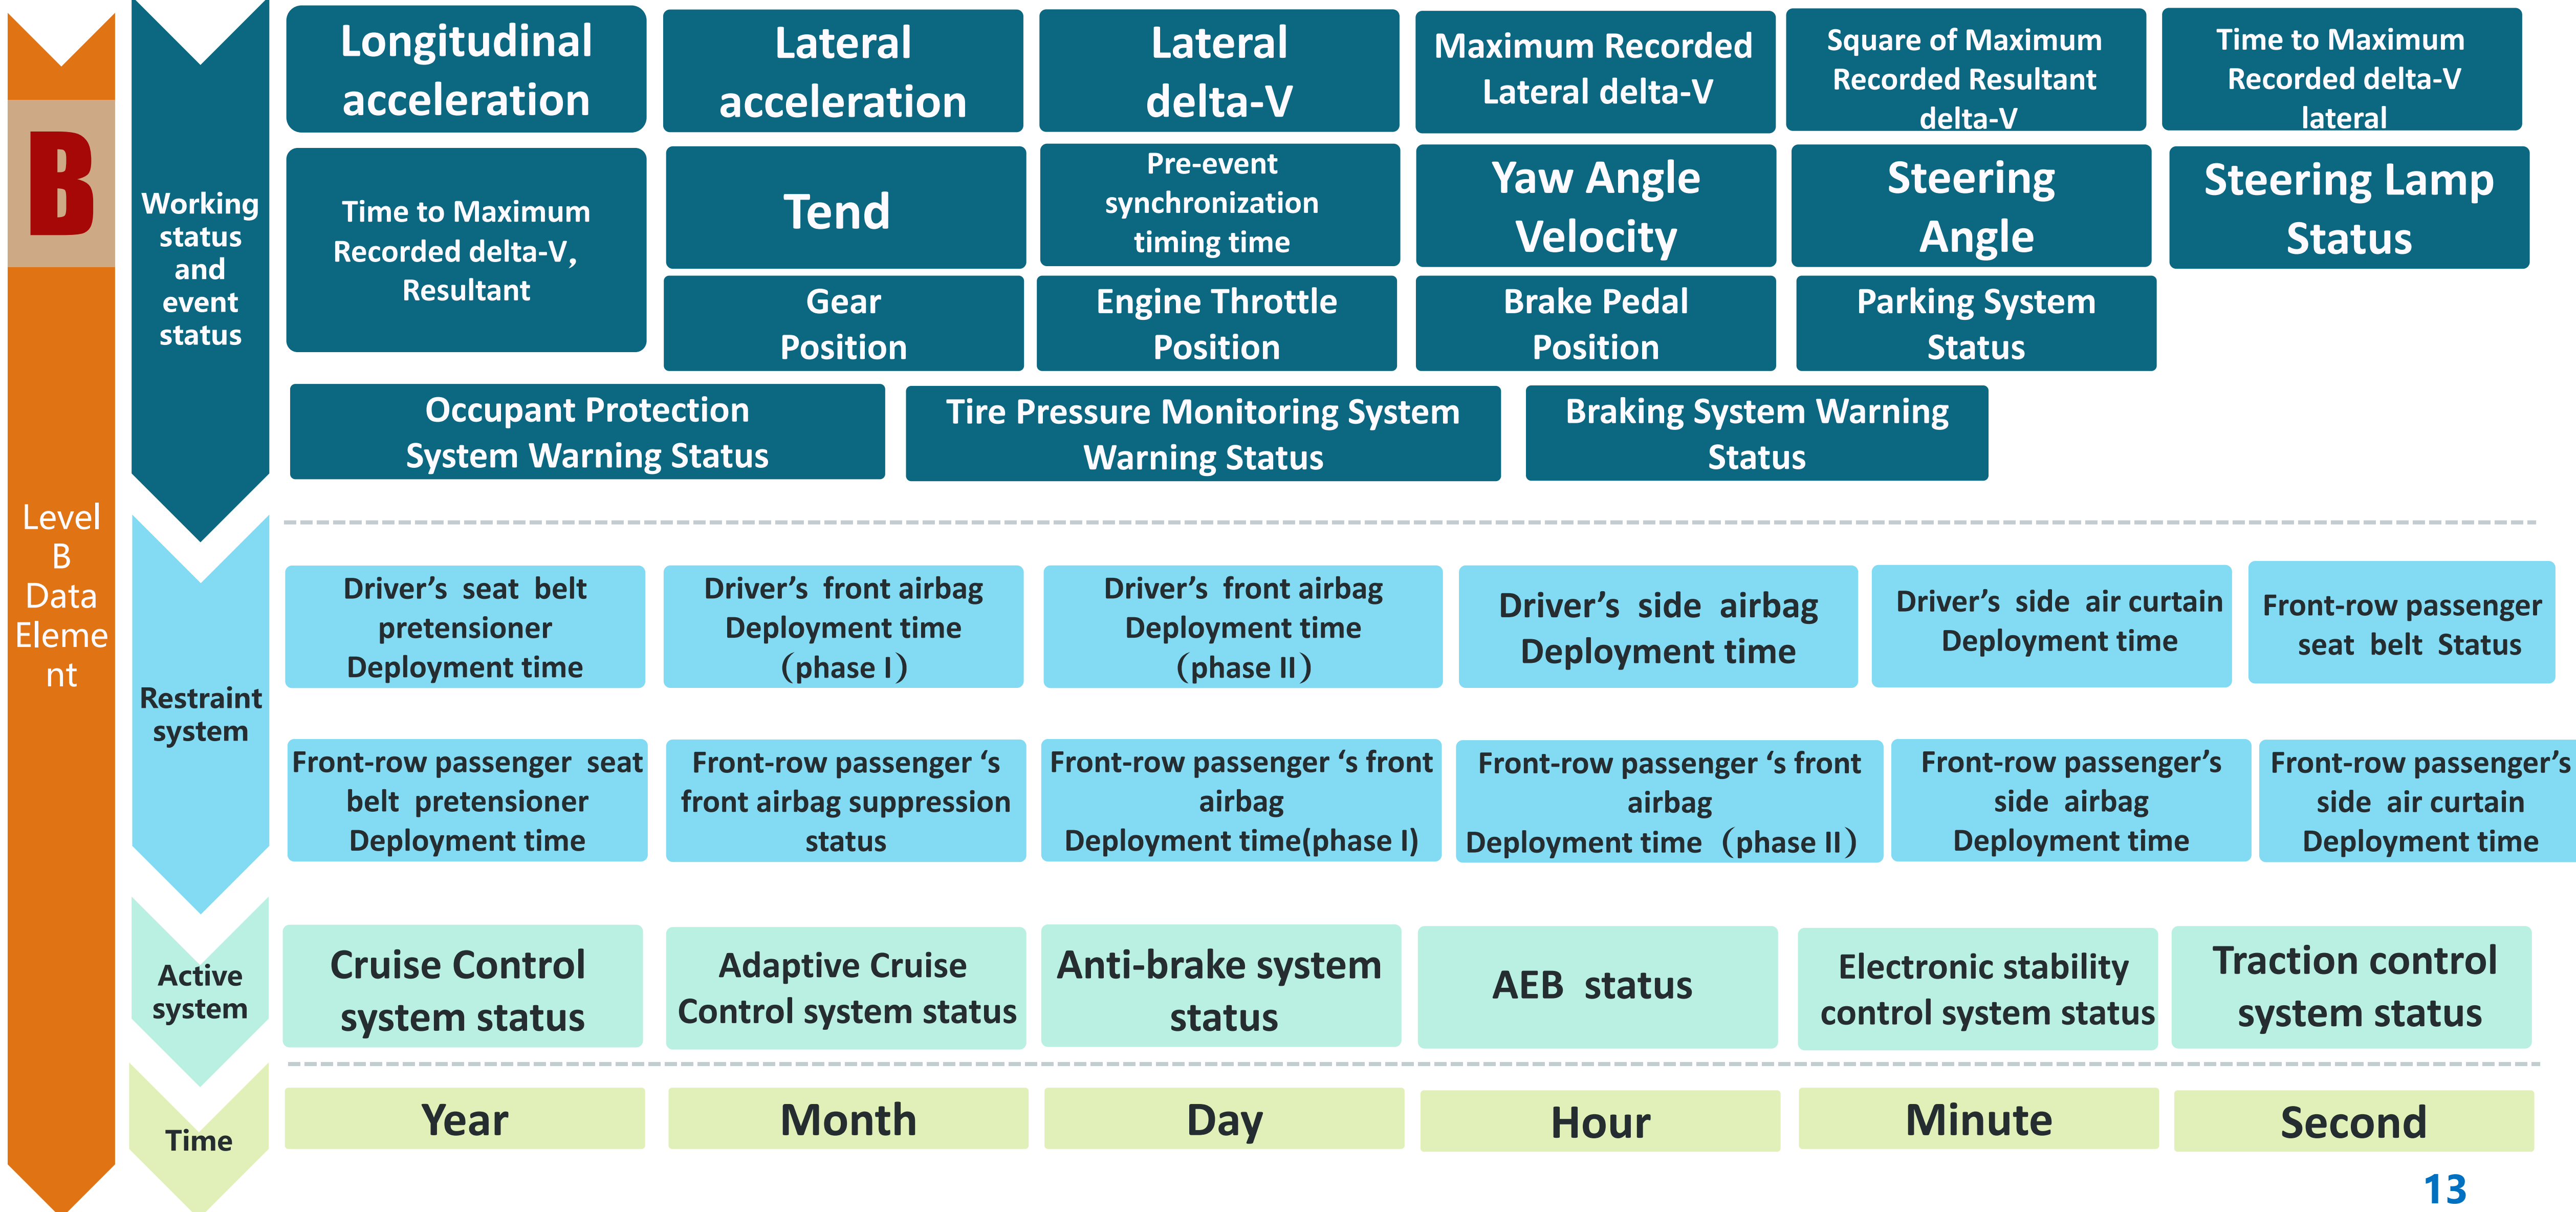 B
Level
B
Data
Eleme
nt
Working
status
and
event
status
Longitudinal
acceleration
Lateral
acceleration
Lateral
delta-V
Maximum Recorded
Lateral delta-V
Square of Maximum
Recorded Resultant
delta-V
Time to Maximum
Recorded delta-V
lateral
Time to Maximum
Recorded delta-V，
Resultant
Tend
Pre-event
synchronization
timing time
Yaw Angle
Velocity
Steering
Angle
Steering Lamp
Status
Gear
Position
Engine Throttle
Position
Brake Pedal
Position
Parking System
Status
Occupant Protection
System Warning Status
Tire Pressure Monitoring System
Warning Status
Braking System Warning
Status
Restraint
system
Driver’s seat belt
pretensioner
Deployment time
Driver’s front airbag
Deployment time
（phase I）
Driver’s front airbag
Deployment time
（phase II）
Driver’s side airbag
Deployment time
Driver’s side air curtain
Deployment time
Front-row passenger
seat belt Status
Front-row passenger seat
belt pretensioner
Deployment time
Front-row passenger ‘s
front airbag suppression
status
Front-row passenger ‘s front
airbag
Deployment time(phase I)
Front-row passenger ‘s front
airbag
Deployment time（phase II）
Front-row passenger’s
side airbag
Deployment time
Front-row passenger’s
side air curtain
Deployment time
Active
system
Cruise Control
system status
Adaptive Cruise
Control system status
Anti-brake system
status
AEB status
Electronic stability
control system status
Traction control
system status
Time
Year
Month
Day
Hour
Minute
Second
13